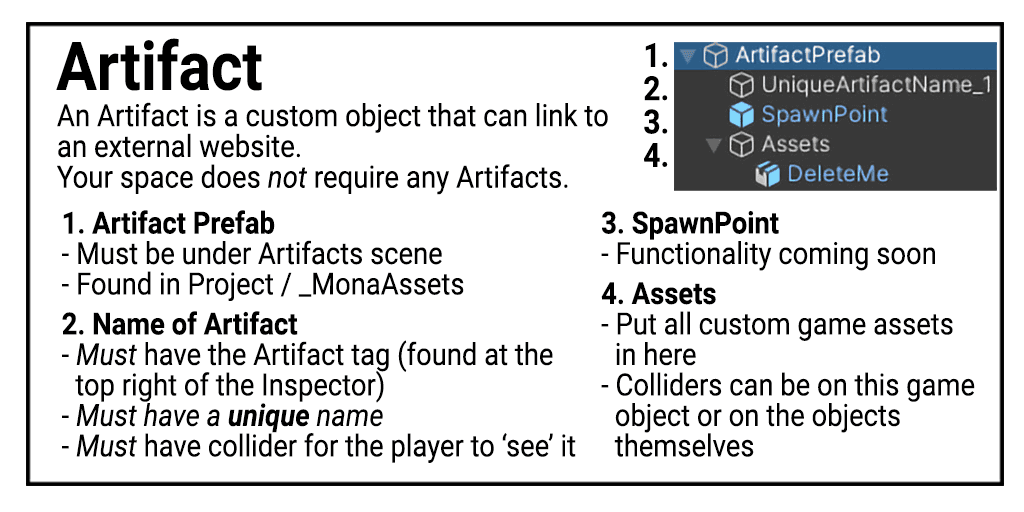 Artifact
An Artifact is a custom object that can link to
an external website.
Your space does not require any Artifacts.
1. ArtifactPrefab
2. UniqueArtifactName_1
3. SpawnPoint
4. Assets
DeleteMe
1. Artifact Prefab
- Must be under Artifacts scene
- Found in Project / _MonaAssets
2. Name of Artifact
- Must have the Artifact tag (found at the
top right of the Inspector)
- Must have a unique name
- Must have collider for the player to ‘see’ it
3. SpawnPoint
- Functionality coming soon
4. Assets
- Put all custom game assets
in here
- Colliders can be on this game
object or on the objects
themselves